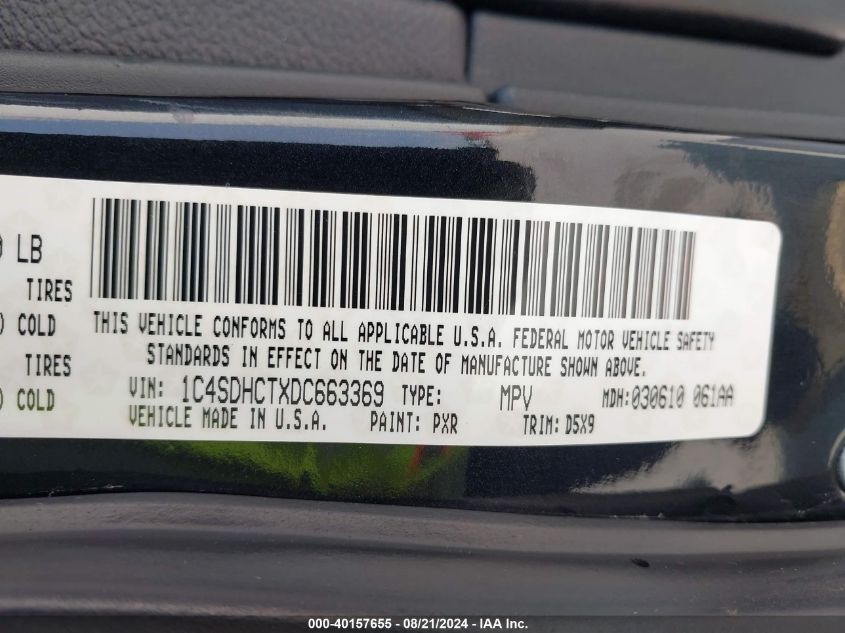 LB
TIRES
COLD
TIRES
COLD
THIS VEHICLE CONFORMS TO ALL APPLICABLE U.S.A. FEDERAL MOTOR VEHICLE SAFETY
STANDARDS IN EFFECT ON THE DATE OF MANUFACTURE SHOWN ABOVE.
VIN: 1C4SDHCTXDC663369 TYPE: MPV MDH:030610 061AA
VEHICLE MADE IN U.S.A. PAINT: PXR TRIM: D5X9
000-40157655 - 08/21/2024 - IAA Inc.